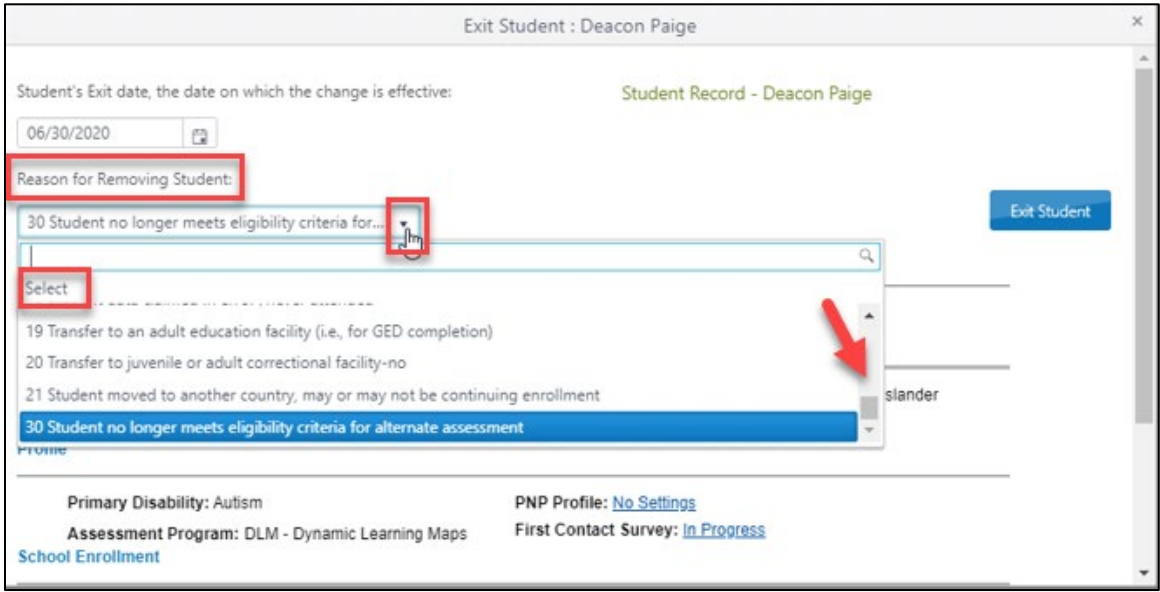 Exit Student : Deacon Paige
Student's Exit date, the date on which the change is effective:
Student Record - Deacon Paige
06/30/2020
Reason for Removing Student:
30 Student no longer meets eligibility criteria for...
Exit Student
Select
19 Transfer to an adult education facility (i.e., for GED completion)
20 Transfer to juvenile or adult correctional facility-no
21 Student moved to another country, may or may not be continuing enrollment
slander
30 Student no longer meets eligibility criteria for alternate assessment
Profile
Primary Disability: Autism
PNP Profile: No Settings
Assessment Program: DLM - Dynamic Learning Maps
First Contact Survey: In Progress
School Enrollment